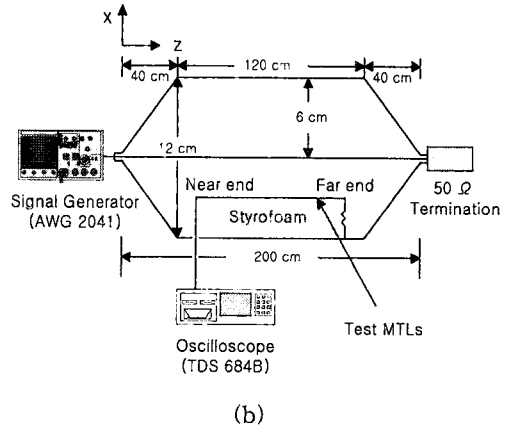 X
Z
120 cm
40 cm
40 cm
6 cm
12 cm
Near end
Far end
Styrofoam
Signal Generator
(AWG 2041)
50 Ω
Termination
200 cm
Test MTLs
Oscilloscope
(TDS 684B)
(b)